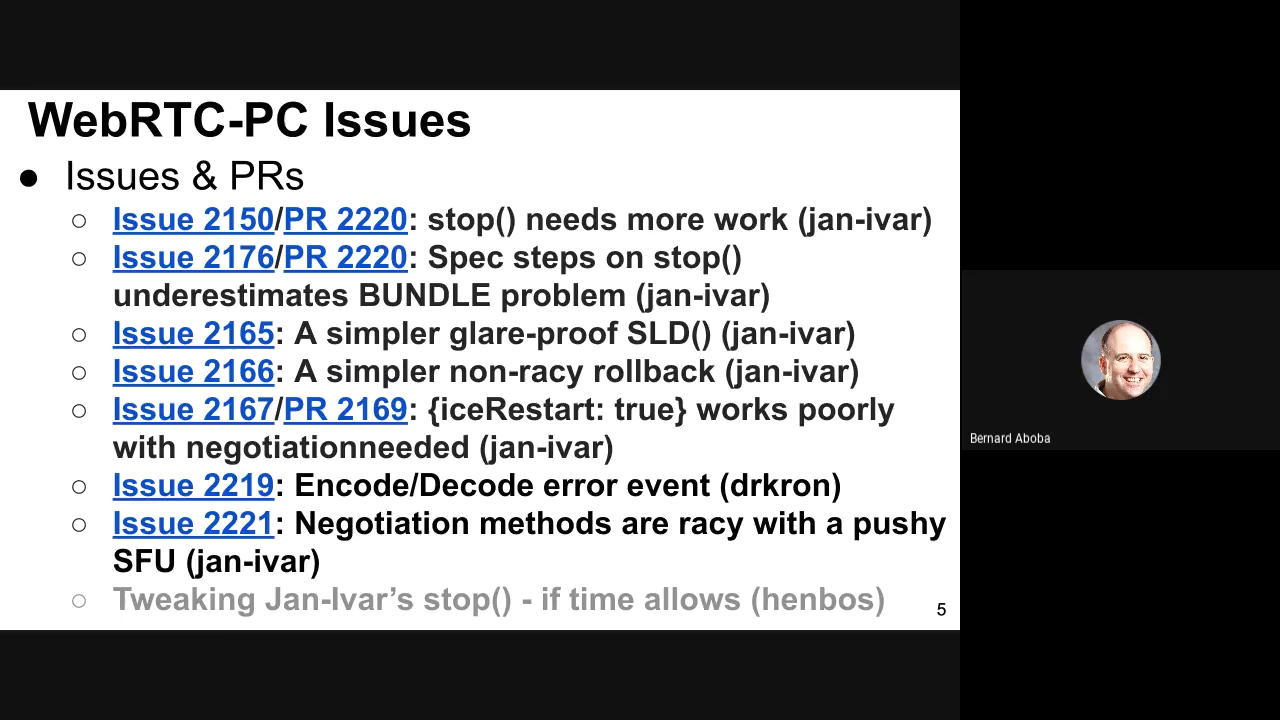 WebRTC-PC Issues
● Issues & PRs
○ Issue 2150/PR 2220: stop() needs more work (jan-ivar)
○ Issue 2176/PR 2220: Spec steps on stop()
underestimates BUNDLE problem (jan-ivar)
○ Issue 2165: A simpler glare-proof SLD() (jan-ivar)
○ Issue 2166: A simpler non-racy rollback (jan-ivar)
○ Issue 2167/PR 2169: {iceRestart: true} works poorly
with negotiationneeded (jan-ivar)
○ Issue 2219: Encode/Decode error event (drkron)
○ Issue 2221: Negotiation methods are racy with a pushy
SFU (jan-ivar)
○ Tweaking Jan-Ivar’s stop() - if time allows (henbos)
5
Bernard Aboba